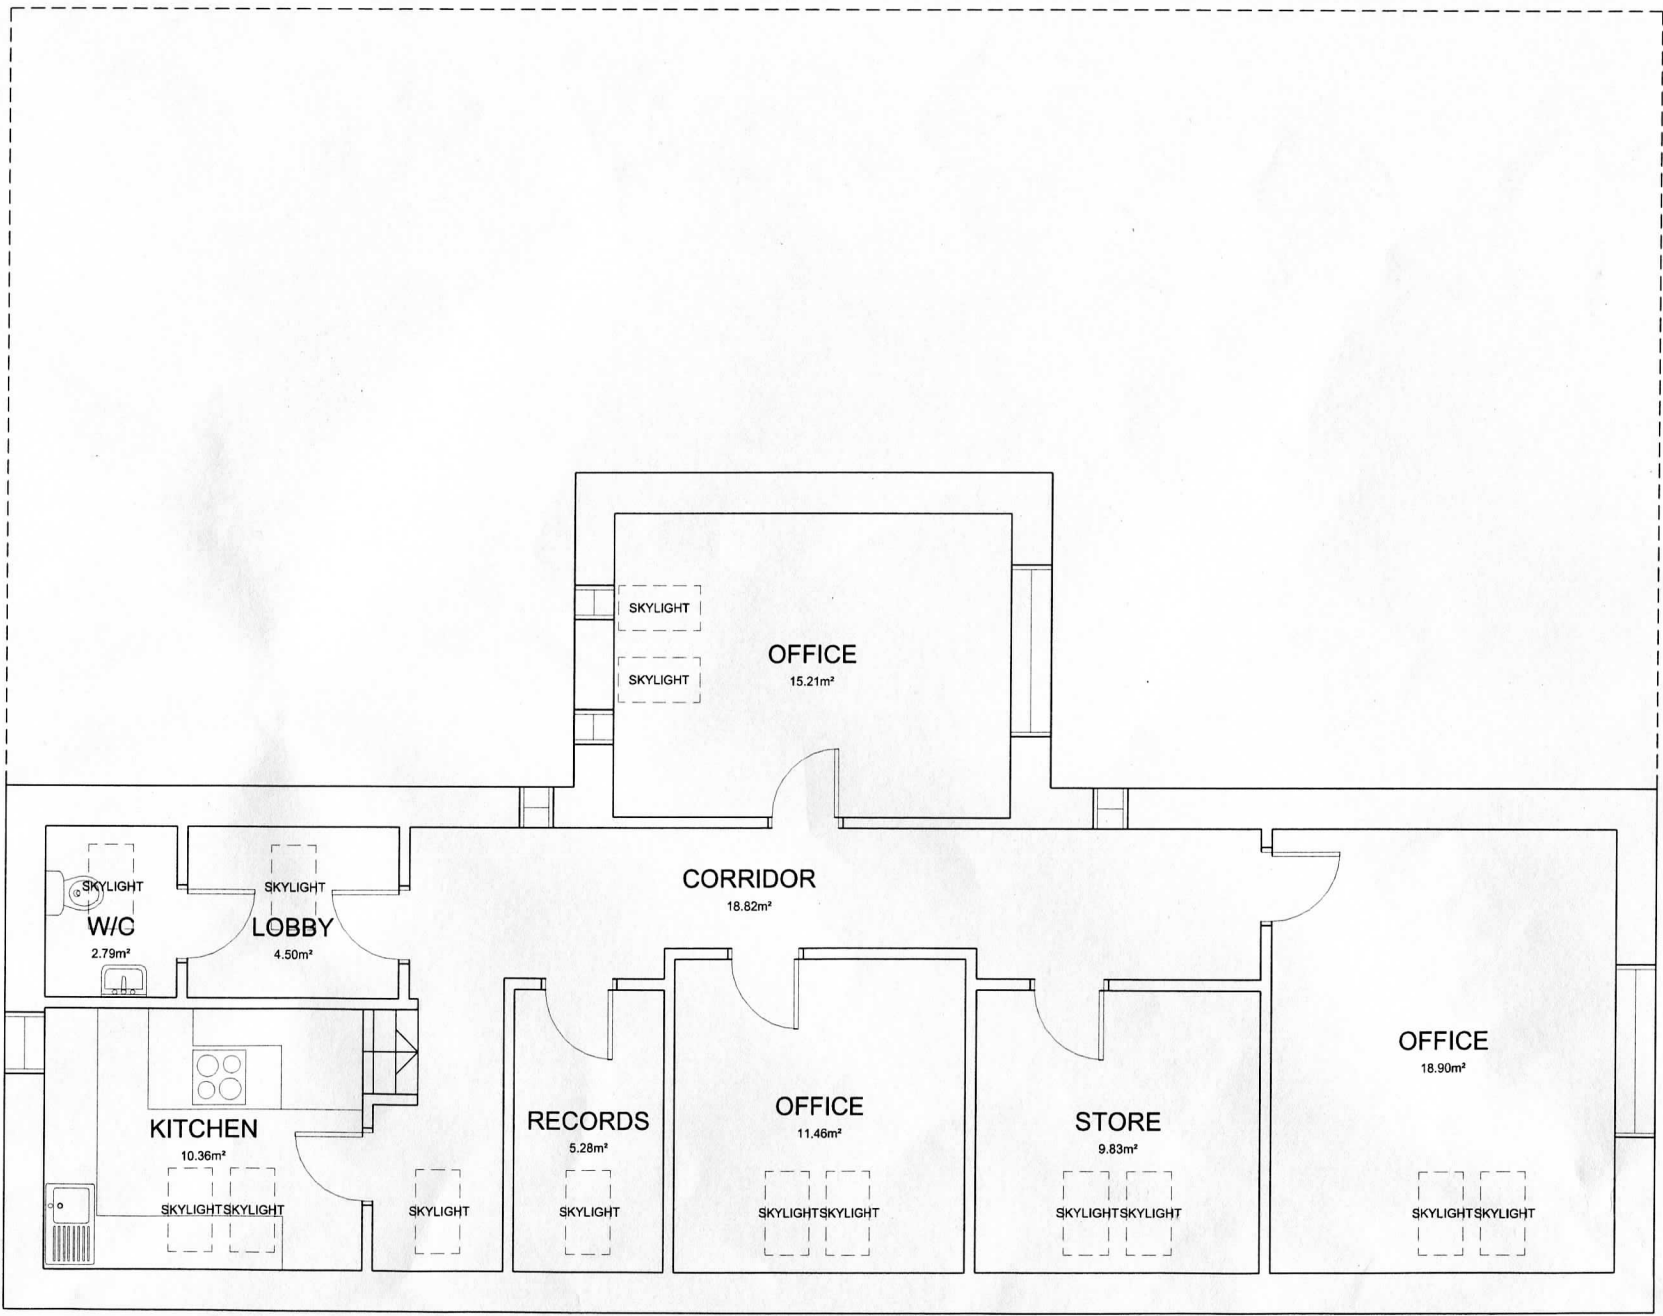 SKYLIGHT
OFFICE
SKYLIGHT
15.21m²
SKYLIGHT
W/C
2.79m²
SKYLIGHT
LOBBY
4.50m²
CORRIDOR
18.82m²
OFFICE
18.90m²
KITCHEN
10.36m²
RECORDS
5.28m²
OFFICE
11.46m²
STORE
9.83m²
SKYLIGHT SKYLIGHT
SKYLIGHT
SKYLIGHT
SKYLIGHT SKYLIGHT
SKYLIGHT SKYLIGHT
SKYLIGHT SKYLIGHT